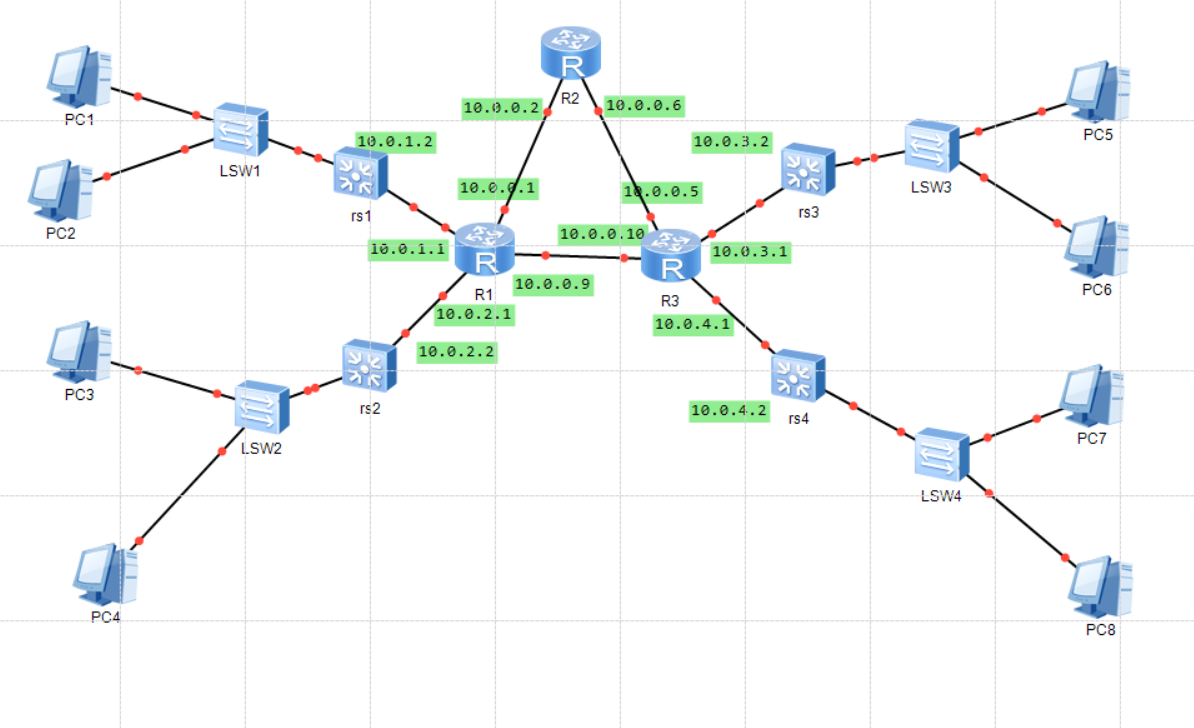 R
R2
10.0.0.2
10.0.0.6
PC1
PC5
LSW1
10.0.1.2
10.0.3.2
LSW3
rs1
10.0.0.1
10.0.0.5
rs3
PC2
10.0.1.1
R
R1
10.0.0.10
R
R3
10.0.3.1
10.0.0.9
PC6
10.0.2.1
10.0.4.1
10.0.2.2
PC3
rs2
10.0.4.2
rs4
PC7
LSW2
LSW4
PC4
PC8